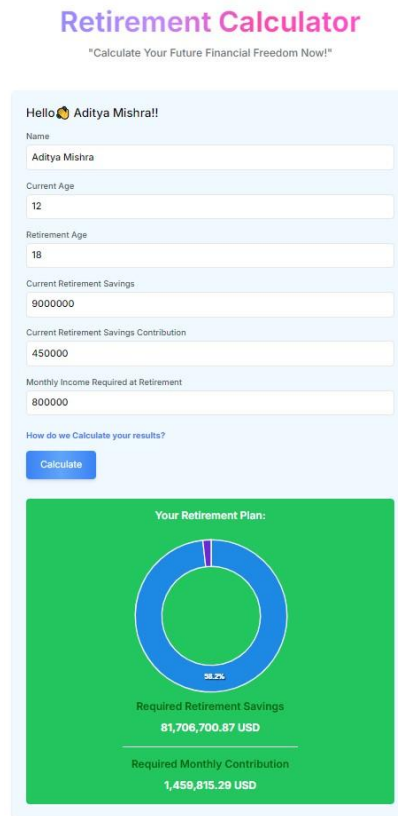 Retirement Calculator
"Calculate Your Future Financial Freedom Now!"
Hello👏 Aditya Mishra!!
Name
Aditya Mishra
Current Age
12
Retirement Age
18
Current Retirement Savings
9000000
Current Retirement Savings Contribution
450000
Monthly Income Required at Retirement
800000
How do we Calculate your results?
Calculate
Your Retirement Plan:
98.2%
Required Retirement Savings
81,706,700.87 USD
Required Monthly Contribution
1,459,815.29 USD